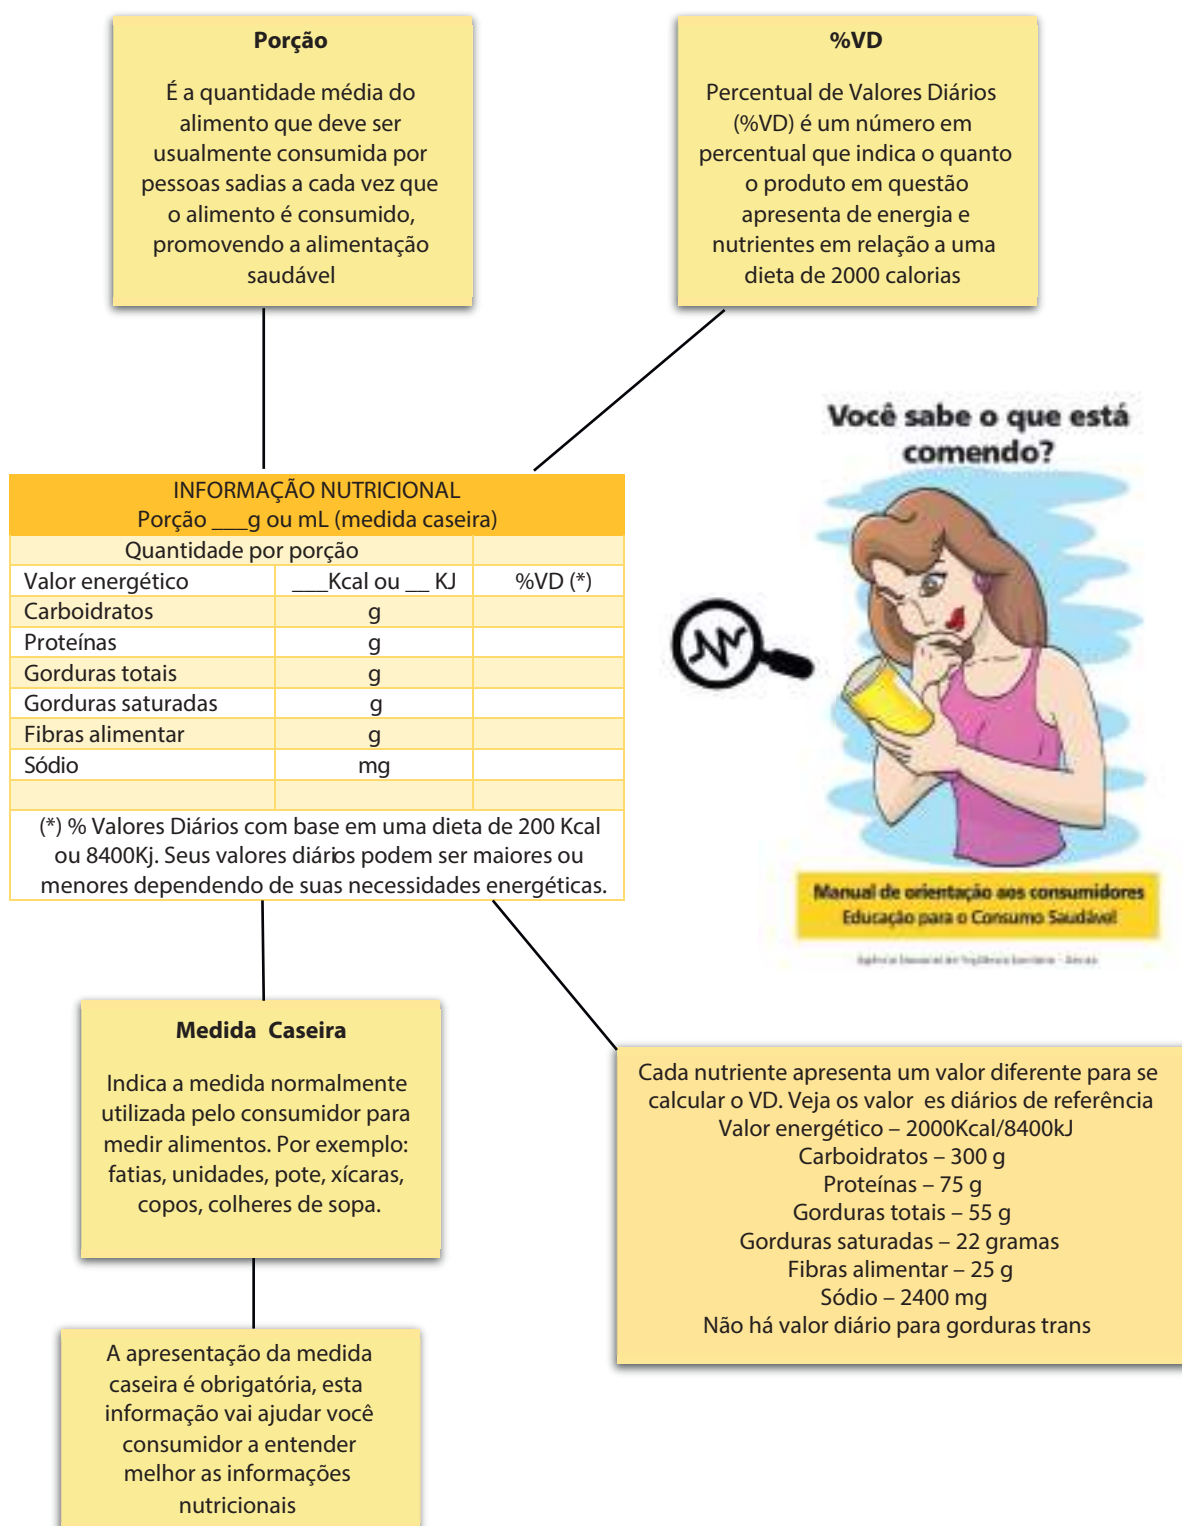 Porção
É a quantidade média do
alimento que deve ser
usualmente consumida por
pessoas sadias a cada vez que
o alimento é consumido,
promovendo a alimentação
saudável
%VD
Percentual de Valores Diários
(%VD) é um número em
percentual que indica o quanto
o produto em questão
apresenta de energia e
nutrientes em relação a uma
dieta de 2000 calorias
Você sabe o que está
comendo?
INFORMAÇÃO NUTRICIONAL
Porção ___g ou mL (medida caseira)
Quantidade por porção
Valor energético ___Kcal ou __ KJ %VD (*)
Carboidratos g
Proteínas g
Gorduras totais g
Gorduras saturadas g
Fibras alimentar g
Sódio mg
(*) % Valores Diários com base em uma dieta de 200 Kcal
ou 8400Kj. Seus valores diários podem ser maiores ou
menores dependendo de suas necessidades energéticas.
Manual de orientação aos consumidores
Educação para o Consumo Saudável
Agência Nacional de Vigilância Sanitária - Anvisa
Medida Caseira
Indica a medida normalmente
utilizada pelo consumidor para
medir alimentos. Por exemplo:
fatias, unidades, pote, xícaras,
copos, colheres de sopa.
Cada nutriente apresenta um valor diferente para se
calcular o VD. Veja os valor es diários de referência
Valor energético – 2000Kcal/8400kJ
Carboidratos – 300 g
Proteínas – 75 g
Gorduras totais – 55 g
Gorduras saturadas – 22 gramas
Fibras alimentar – 25 g
Sódio – 2400 mg
Não há valor diário para gorduras trans
A apresentação da medida
caseira é obrigatória, esta
informação vai ajudar você
consumidor a entender
melhor as informações
nutricionais